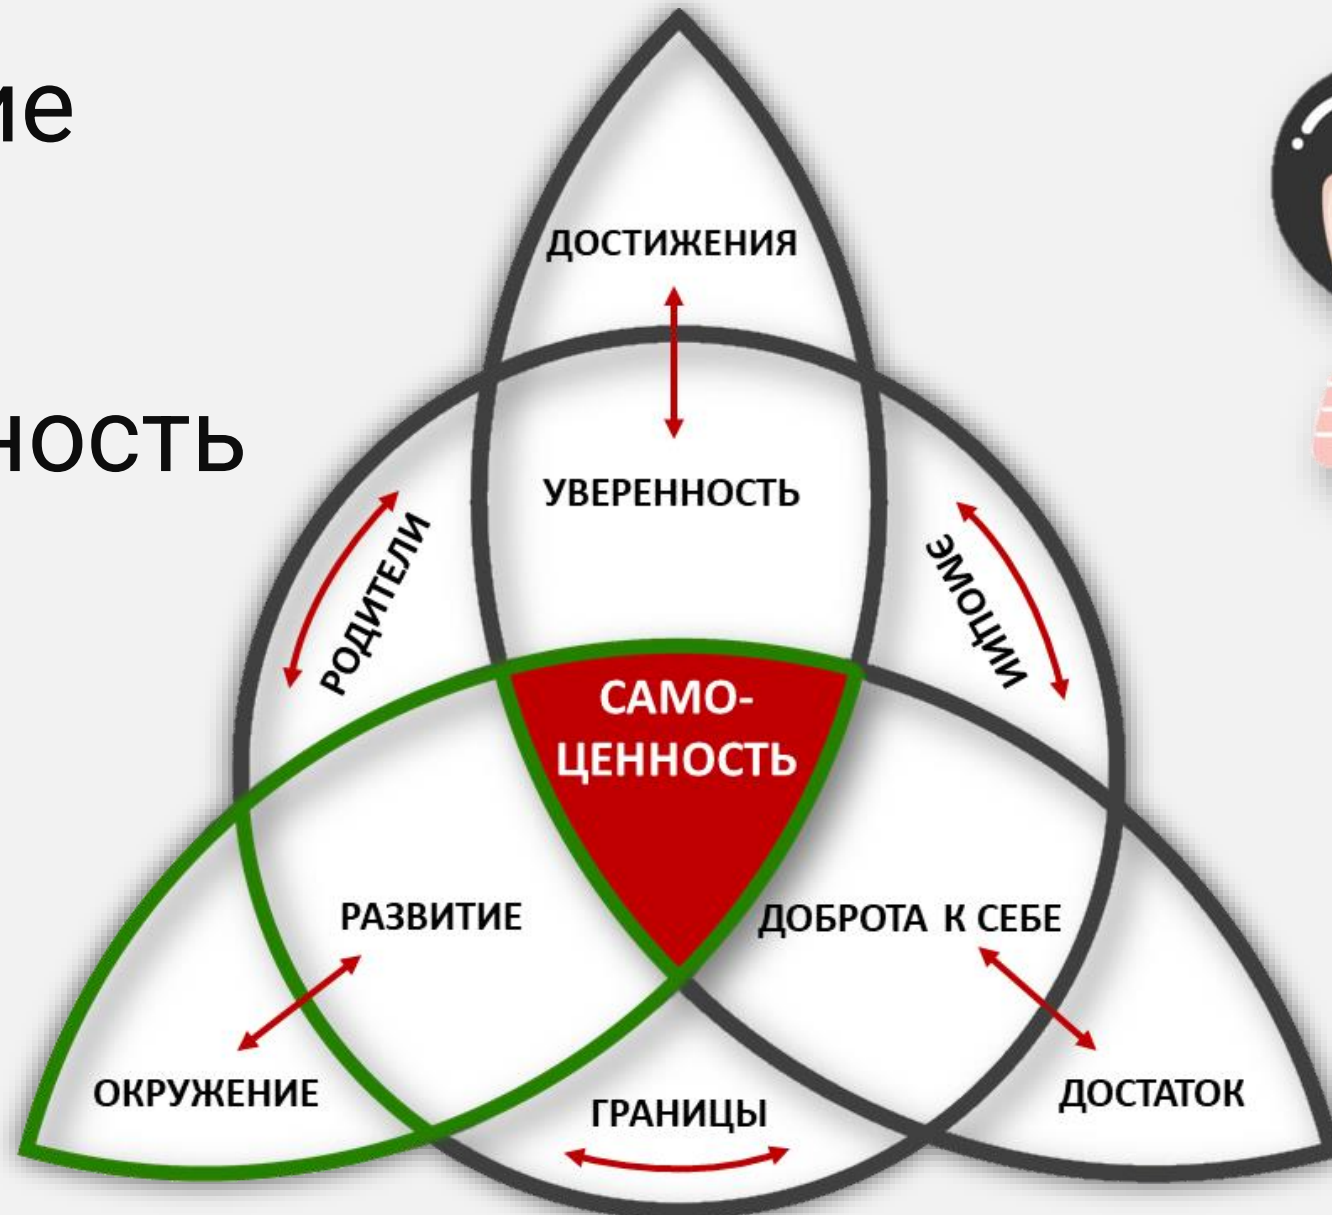 ие
ность
ДОСТИЖЕНИЯ
УВЕРЕННОСТЬ
РОДИТЕЛИ
ЭМОЦИИ
САМО-
ЦЕННОСТЬ
РАЗВИТИЕ
ДОБРОТА К СЕБЕ
ОКРУЖЕНИЕ
ГРАНИЦЫ
ДОСТАТОК